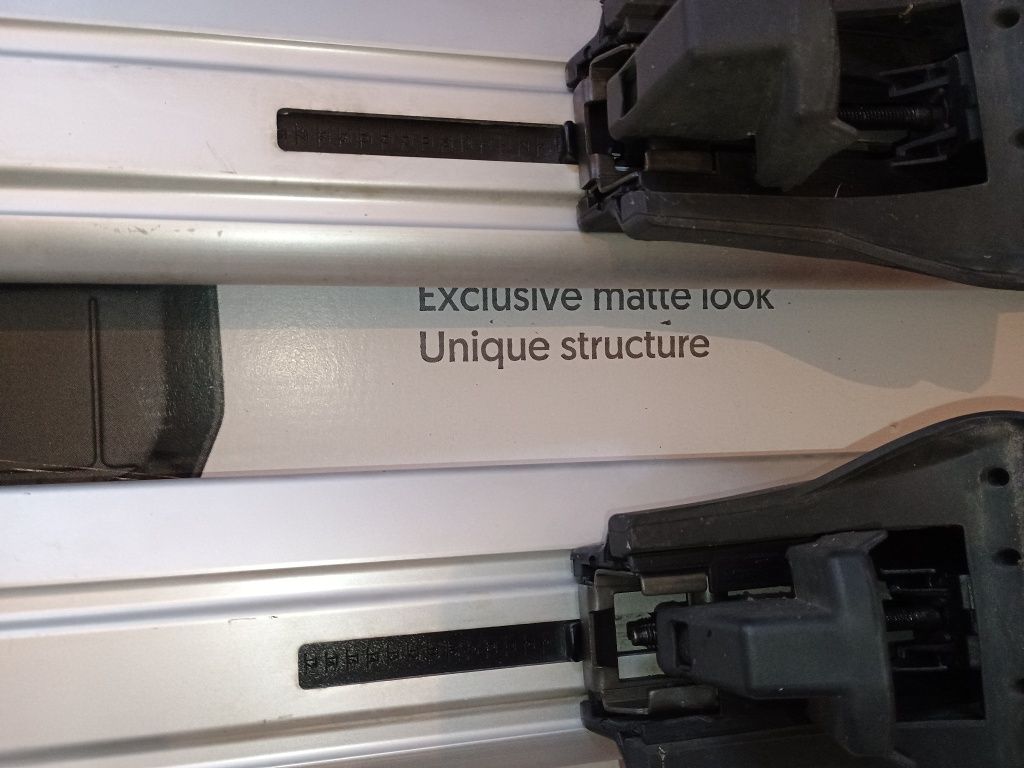 Exclusive matte look
Unique structure